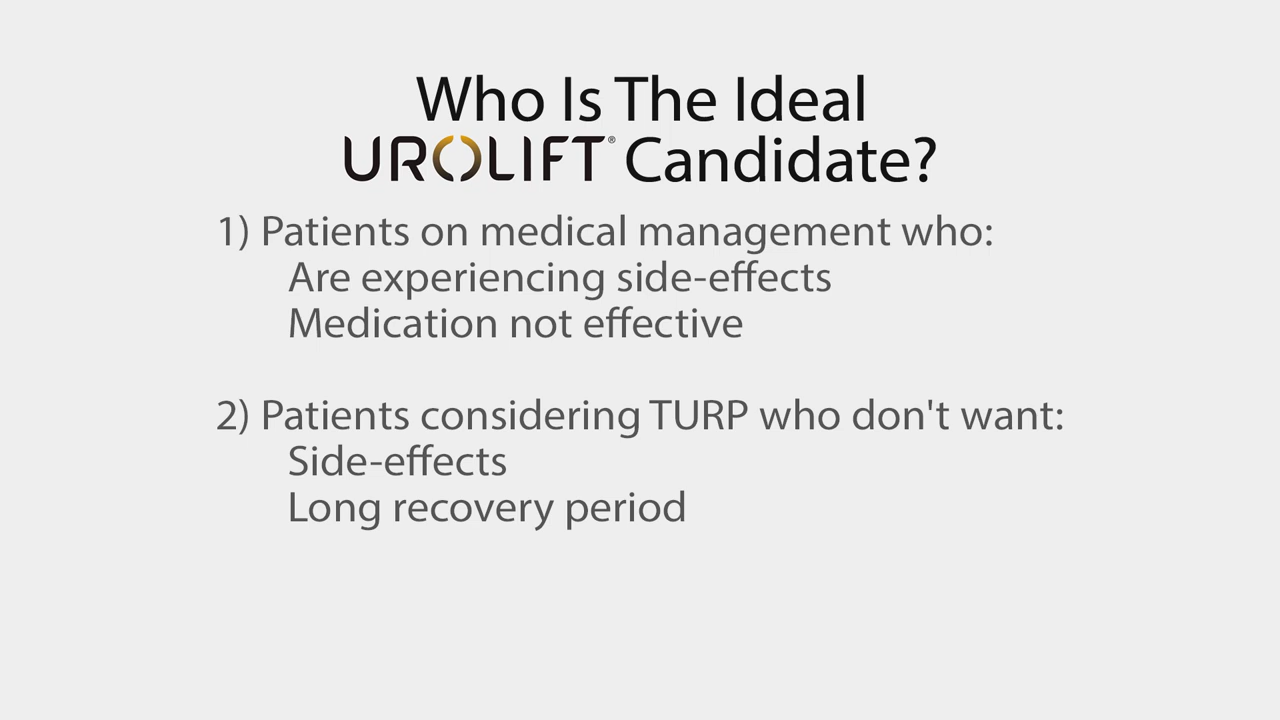 Who Is The Ideal
UROLIFT® Candidate?
1) Patients on medical management who:
Are experiencing side-effects
Medication not effective
2) Patients considering TURP who don't want:
Side-effects
Long recovery period